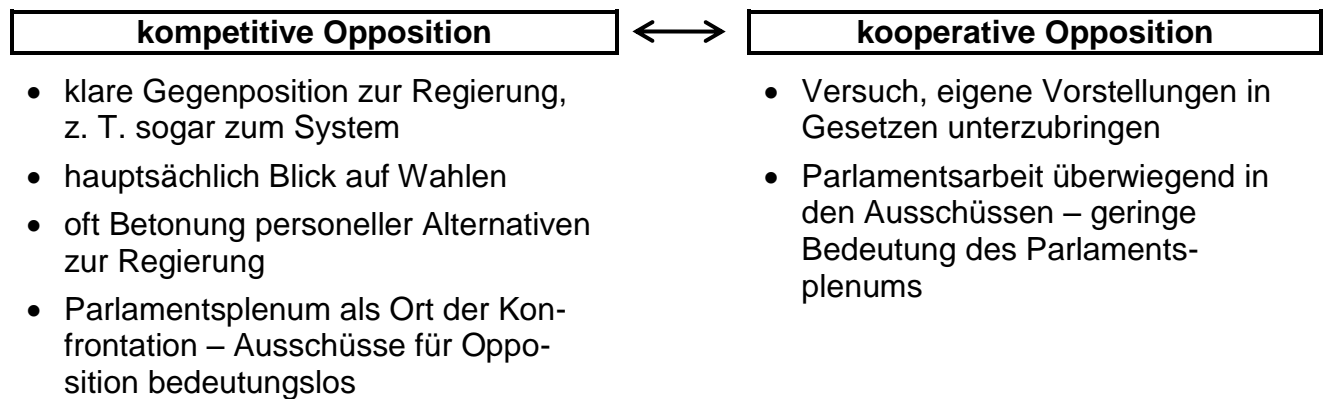 kompetitive Opposition
• klare Gegenposition zur Regierung,
z. T. sogar zum System
• hauptsächlich Blick auf Wahlen
• oft Betonung personeller Alternativen
zur Regierung
• Parlamentsplenum als Ort der Kon-
frontation – Ausschüsse für Oppo-
sition bedeutungslos
kooperative Opposition
• Versuch, eigene Vorstellungen in
Gesetzen unterzubringen
• Parlamentsarbeit überwiegend in
den Ausschüssen – geringe
Bedeutung des Parlaments-
plenums